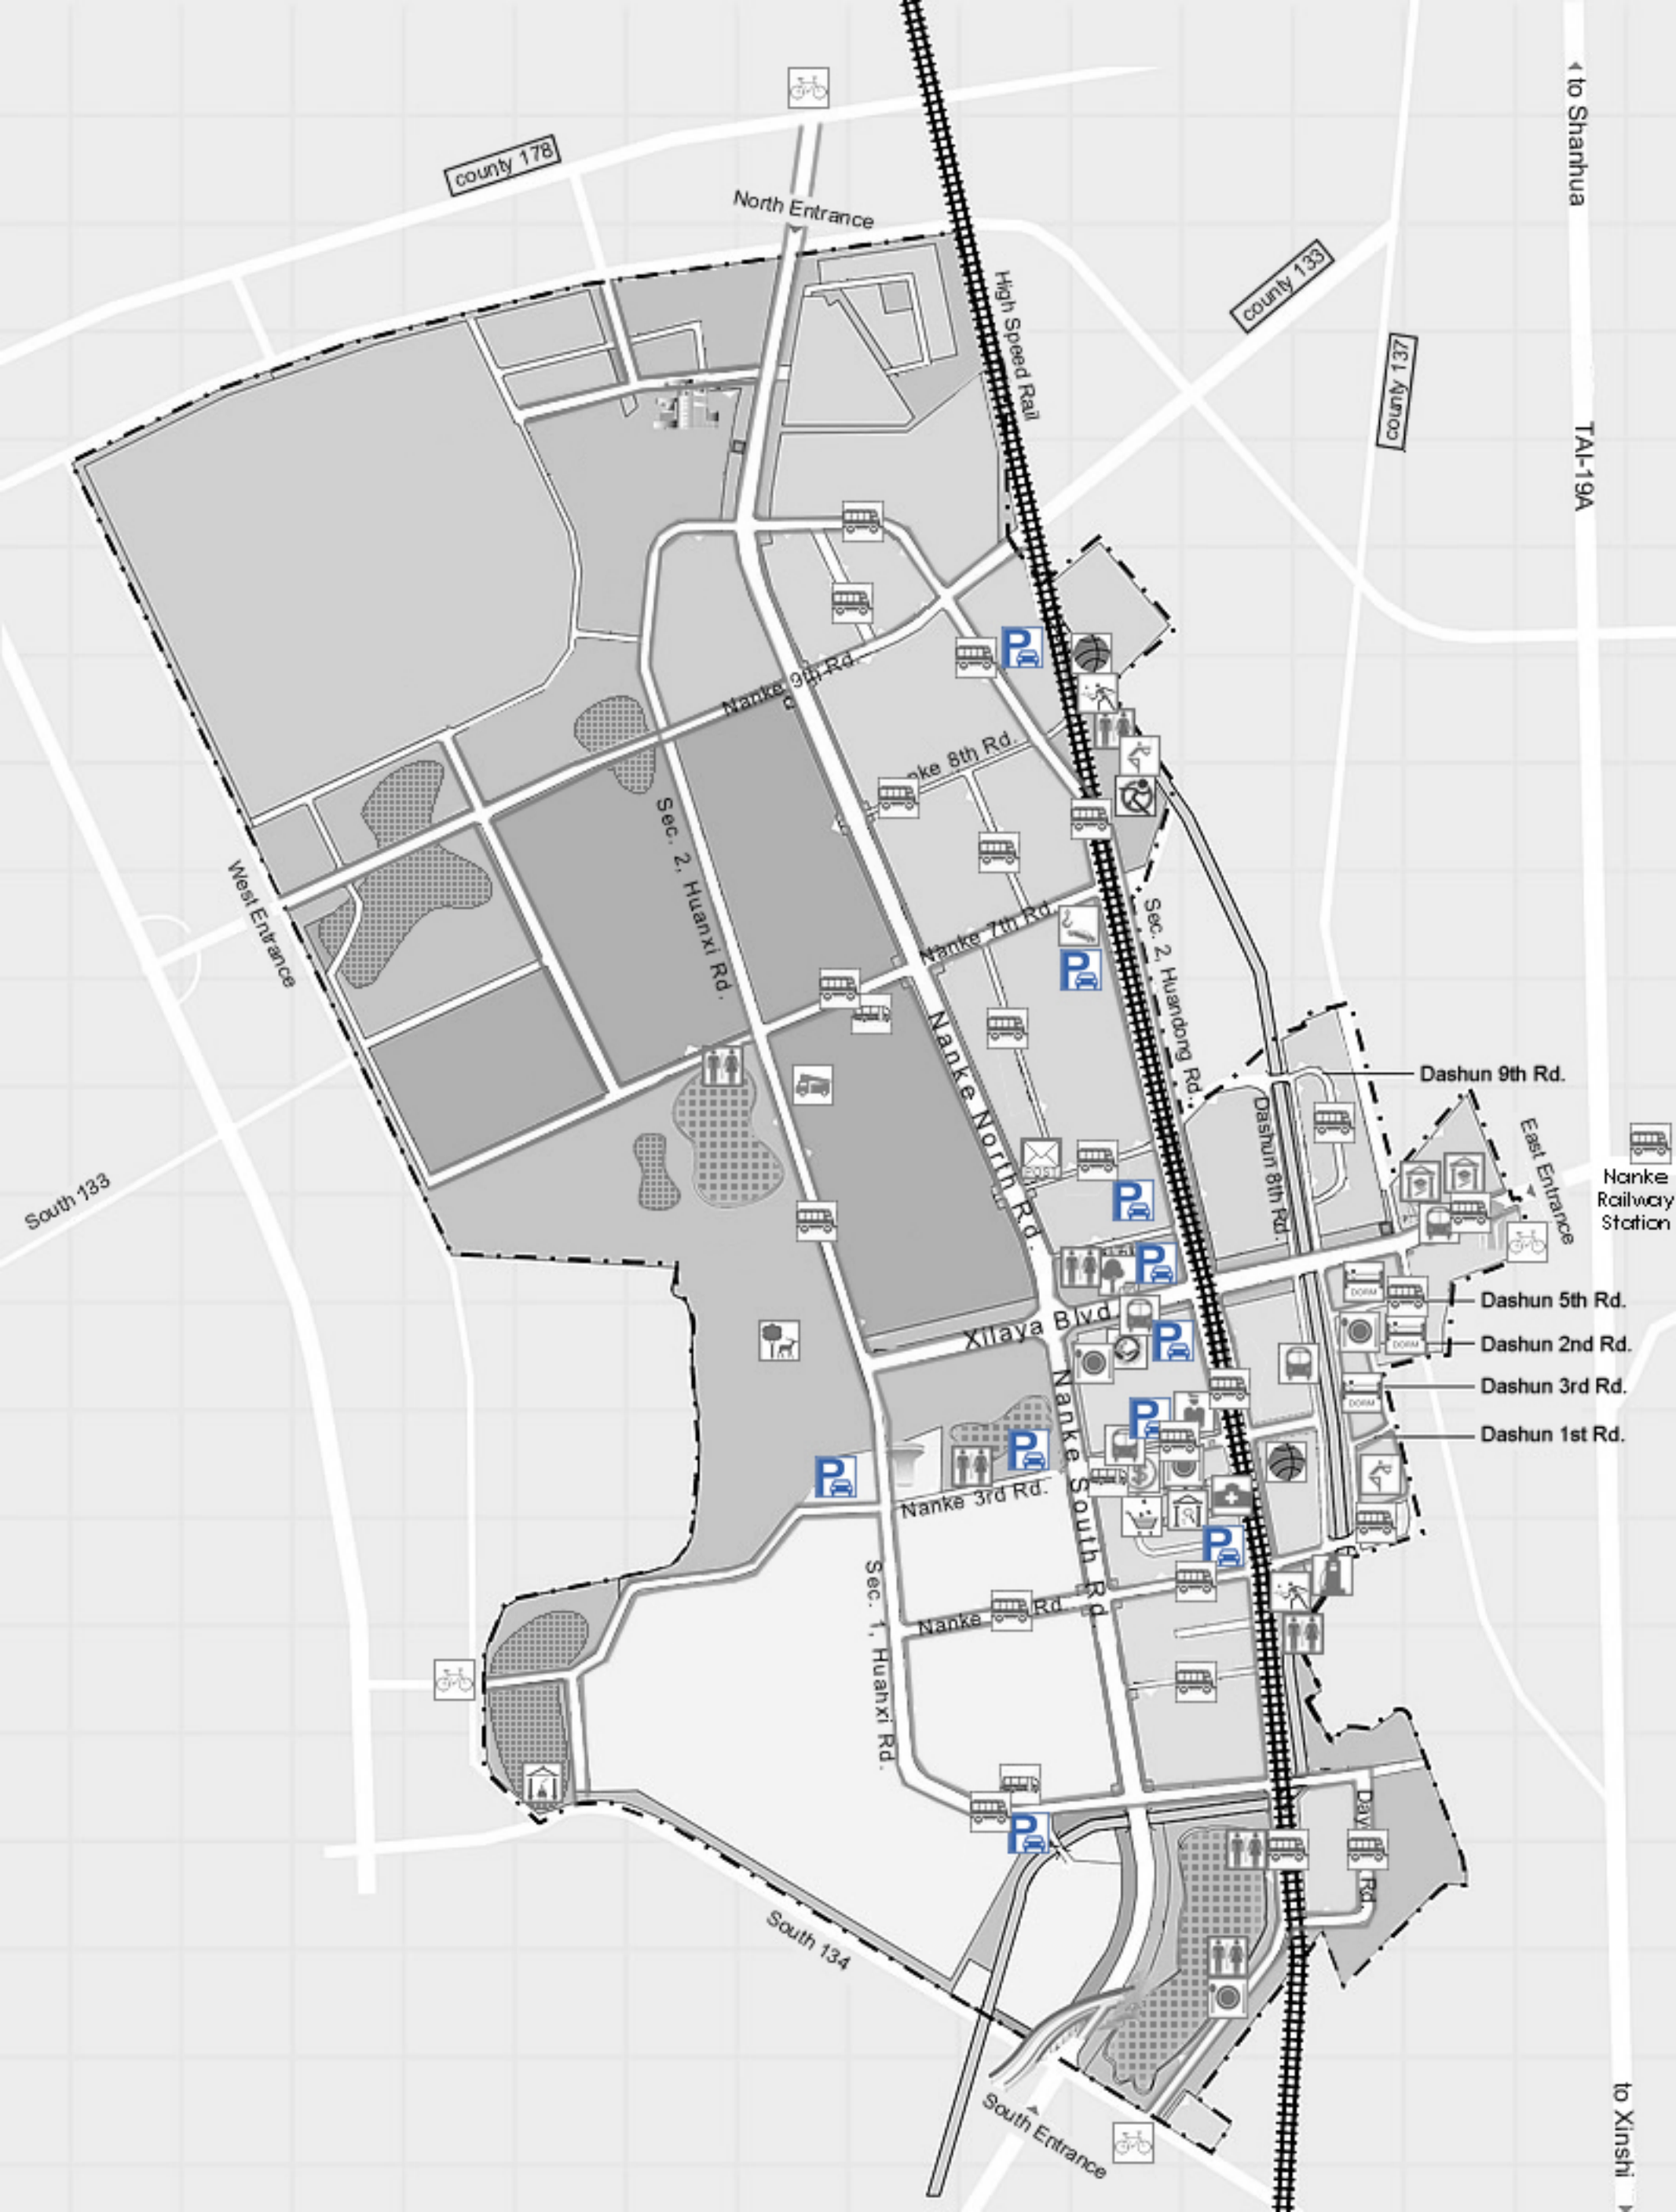 to Shanhua
county 178
North Entrance
county 133
High Speed Rail
county 137
TAI-19A
Nanke 9th Rd.
P
8th Rd.
Sec. 2, Huanxi Rd.
West Entrance
Nanke 7th Rd.
Sec. 2, Huandong Rd.
P
Nanke North Rd.
Dashun 9th Rd.
Dashun 8th Rd.
East Entrance
POST
Nanke
Railway
Station
South 133
P
P
Xilaya Blvd.
P
DORM
Dashun 5th Rd.
DORM
Dashun 2nd Rd.
DORM
Dashun 3rd Rd.
Dashun 1st Rd.
P
P
P
$
Nanke South Rd.
Nanke 3rd Rd.
P
Sec. 1, Huanxi Rd.
Nanke Rd.
Rd.
P
South 134
South Entrance
to Xinshi